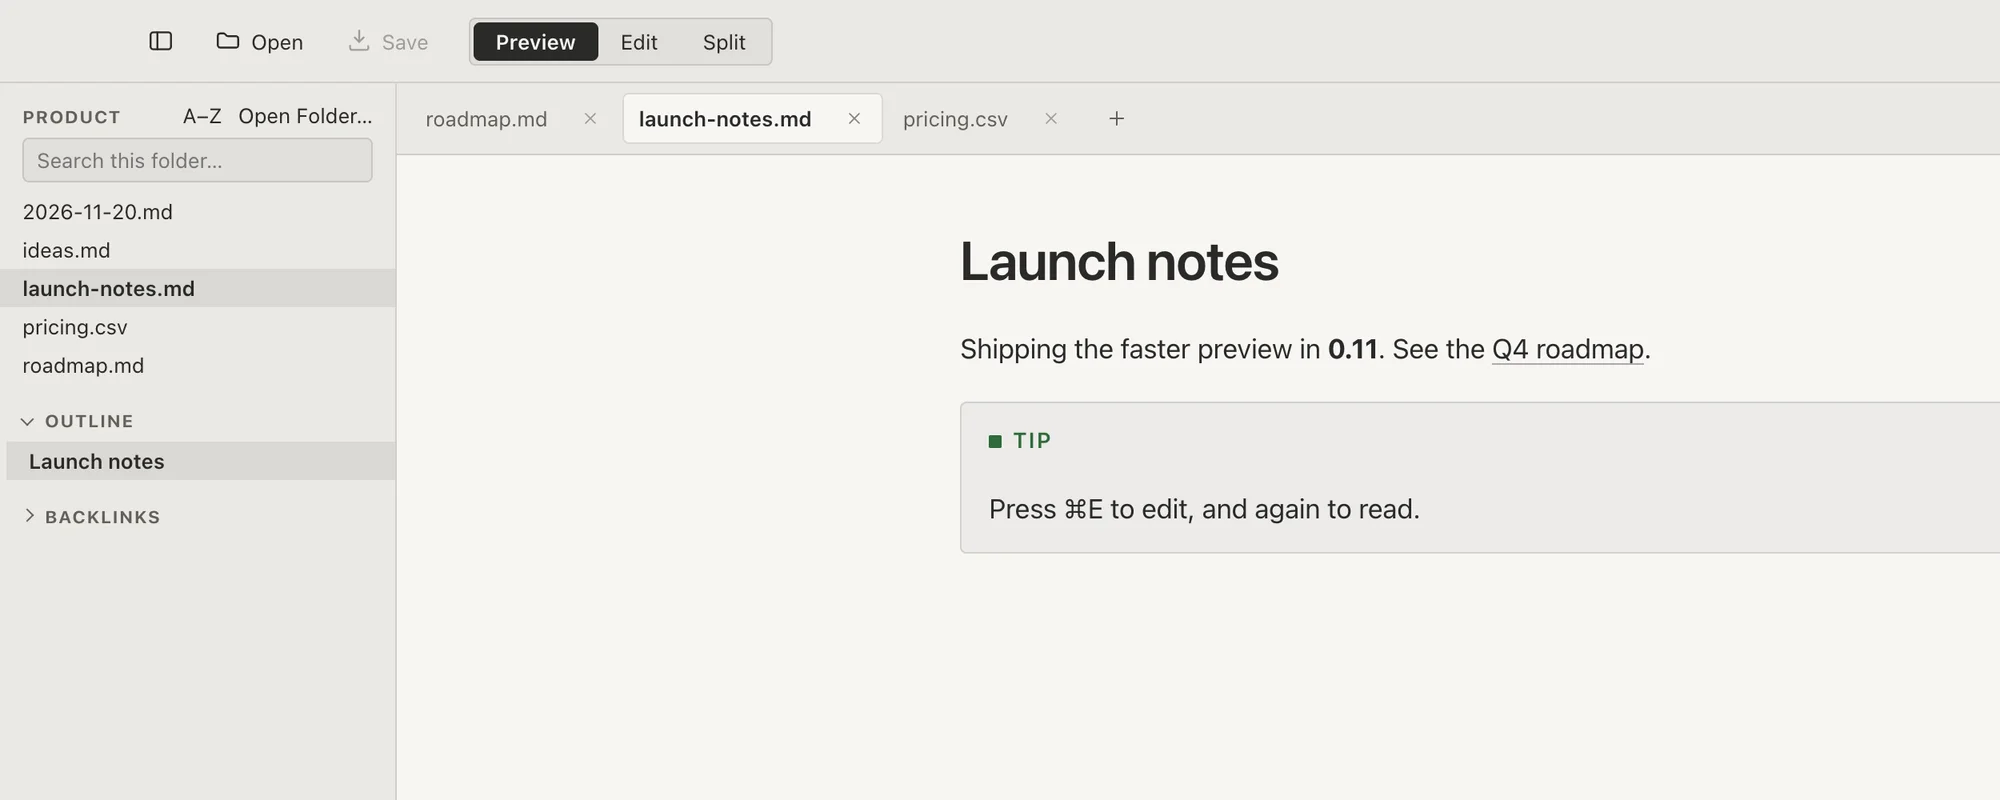 Open Save Preview Edit Split
PRODUCT A–Z Open Folder...
Search this folder...
2026-11-20.md
ideas.md
launch-notes.md
pricing.csv
roadmap.md
OUTLINE
Launch notes
BACKLINKS
roadmap.md × launch-notes.md × pricing.csv × +
Launch notes
Shipping the faster preview in 0.11. See the Q4 roadmap.
TIP
Press ⌘E to edit, and again to read.